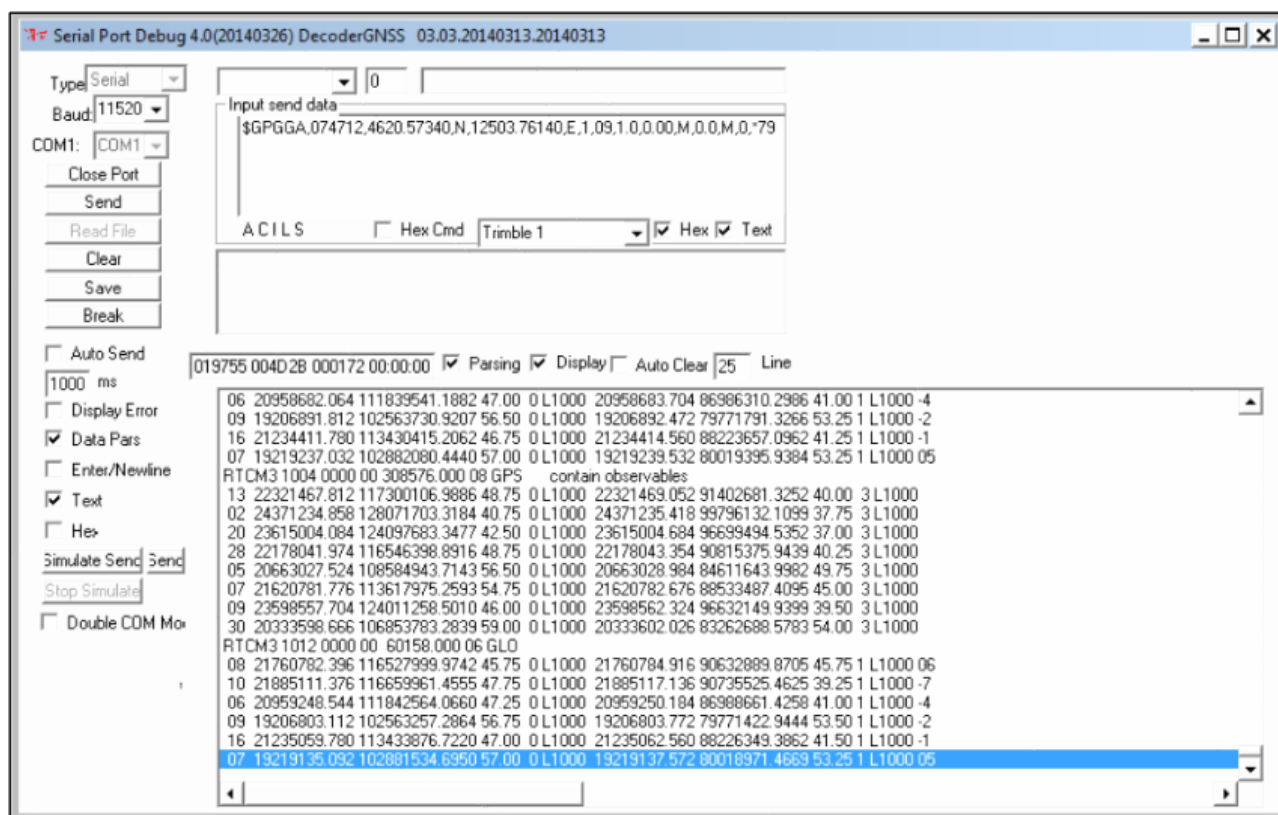 Serial Port Debug 4.0(20140326) DecoderGNSS 03.03.20140313.20140313
Type Serial 0
Baud: 11520
COM1: COM1
Close Port
Send
Read File
Clear
Save
Break
Input send data
$GPGGA,074712,4620.57340,N,12503.76140,E,1,09,1.0,0.00,M,0.0,M,0,*79
A C I L S Hex Cmd Trimble 1 Hex Text
Auto Send
1000 ms
Display Error
Data Pars
Enter/Newline
Text
Hex
Simulate Send Send
Stop Simulate
Double COM Mo
019755 004D2B 000172 00:00:00 Parsing Display Auto Clear 25 Line
06 20958682.064 111839541.1882 47.00 0 L1000 20958683.704 86986310.2986 41.00 1 L1000 -4
09 19206891.812 102563730.9207 56.50 0 L1000 19206892.472 79771791.3266 53.25 1 L1000 -2
16 21234411.780 113430415.2062 46.75 0 L1000 21234414.560 88223657.0962 41.25 1 L1000 -1
07 19219237.032 102882080.4440 57.00 0 L1000 19219239.532 80019395.9384 53.25 1 L1000 05
RTCM3 1004 0000 00 308576.000 08 GPS contain observables
13 22321467.812 117300106.9886 48.75 0 L1000 22321469.052 91402681.3252 40.00 3 L1000
02 24371234.858 128071703.3184 40.75 0 L1000 24371235.418 99796132.1099 37.75 3 L1000
20 23615004.084 124097683.3477 42.50 0 L1000 23615004.684 96699494.5352 37.00 3 L1000
28 22178041.974 116546398.8916 48.75 0 L1000 22178043.354 90815375.9439 40.25 3 L1000
05 20663027.524 108584943.7143 56.50 0 L1000 20663028.984 84611643.9982 49.75 3 L1000
07 21620781.776 113617975.2593 54.75 0 L1000 21620782.676 88533487.4095 45.00 3 L1000
09 23598557.704 124011258.5010 46.00 0 L1000 23598562.324 96632149.9399 39.50 3 L1000
30 20333598.666 106853783.2839 59.00 0 L1000 20333602.026 83262688.5783 54.00 3 L1000
RTCM3 1012 0000 00 60158.000 06 GLO
08 21760782.396 116527999.9742 45.75 0 L1000 21760784.916 90632889.8705 45.75 1 L1000 06
10 21885111.376 116659961.4555 47.75 0 L1000 21885117.136 90735525.4625 39.25 1 L1000 -7
06 20959248.544 111842564.0660 47.25 0 L1000 20959250.184 86988661.4258 41.00 1 L1000 -4
09 19206803.112 102563257.2864 56.75 0 L1000 19206803.772 79771422.9444 53.50 1 L1000 -2
16 21235059.780 113433876.7220 47.00 0 L1000 21235062.560 88226349.3862 41.50 1 L1000 -1
07 19219135.092 102881534.6950 57.00 0 L1000 19219137.572 80018971.4669 53.25 1 L1000 05